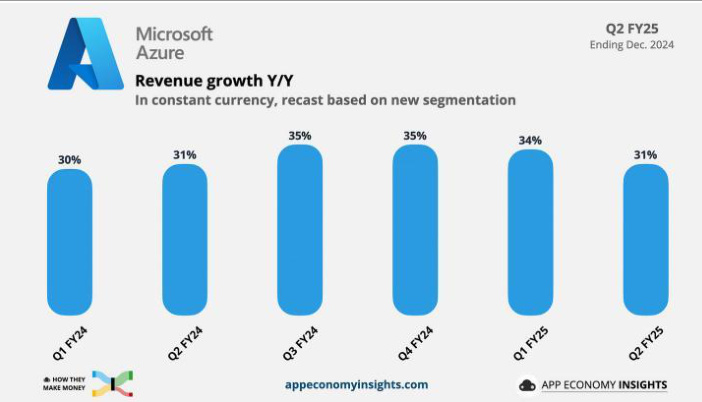 Microsoft
Azure
Q2 FY25
Ending Dec. 2024
Revenue growth Y/Y
In constant currency, recast based on new segmentation
30%
31%
35%
35%
34%
31%
Q1 FY24
Q2 FY24
Q3 FY24
Q4 FY24
Q1 FY25
Q2 FY25
HOW THEY
MAKE MONEY
appeconomyinsights.com
APP ECONOMY INSIGHTS